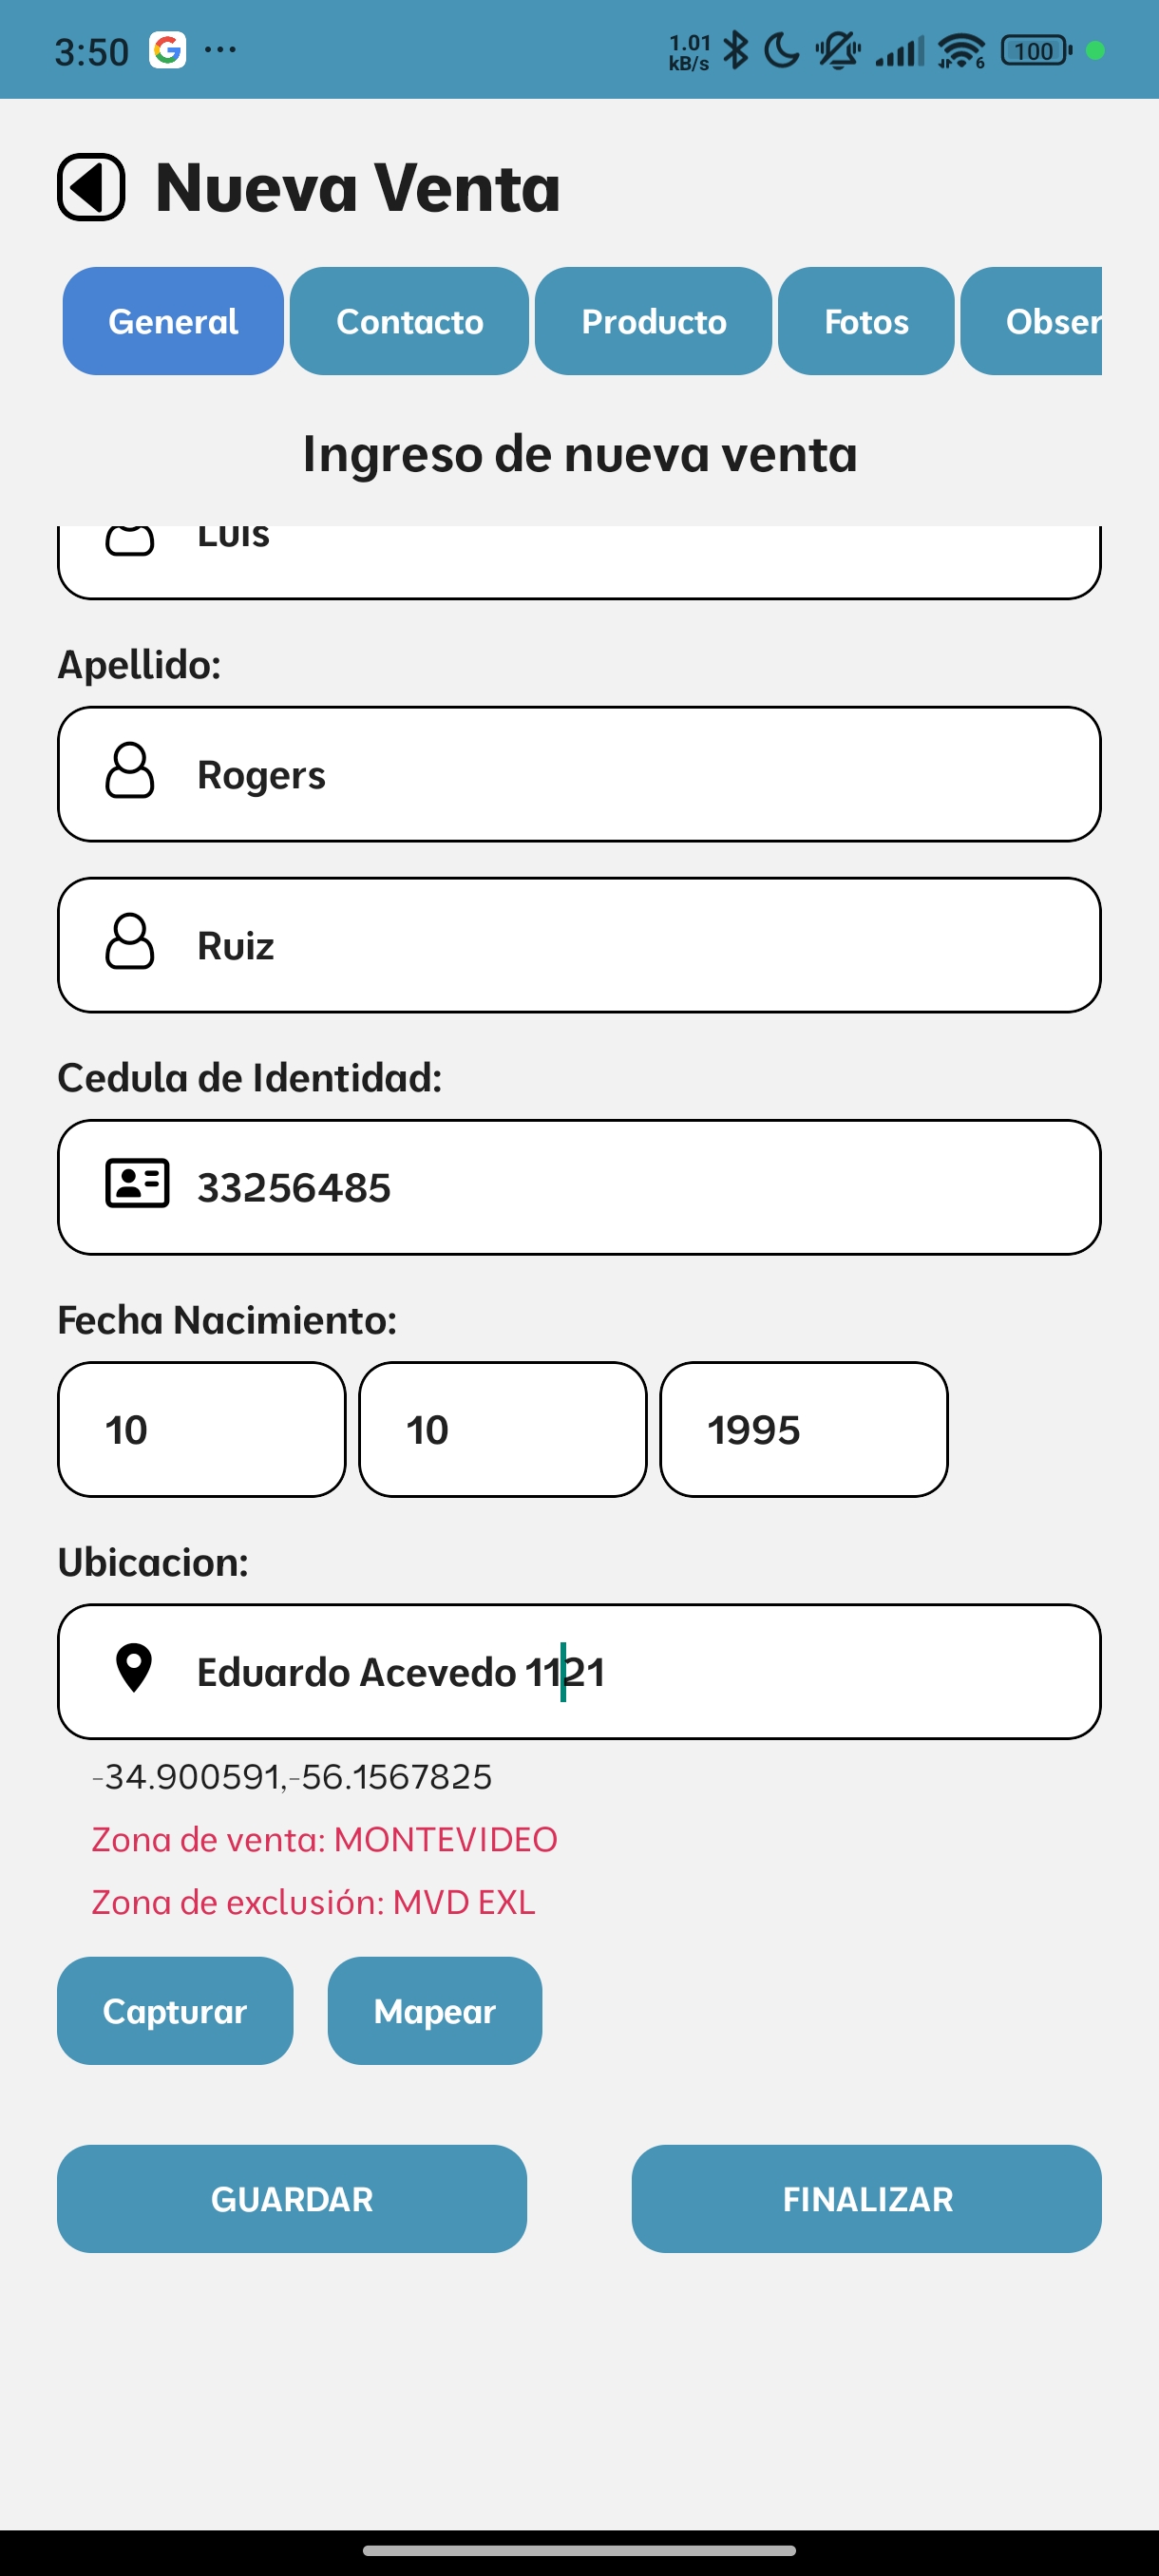 3:50 G ... 1.01 kB/s 6 100
Nueva Venta
General Contacto Producto Fotos Obser
Ingreso de nueva venta
Luis
Apellido:
Rogers
Ruiz
Cedula de Identidad:
33256485
Fecha Nacimiento:
10 10 1995
Ubicacion:
Eduardo Acevedo 1121
-34.900591,-56.1567825
Zona de venta: MONTEVIDEO
Zona de exclusión: MVD EXL
Capturar Mapear
GUARDAR FINALIZAR